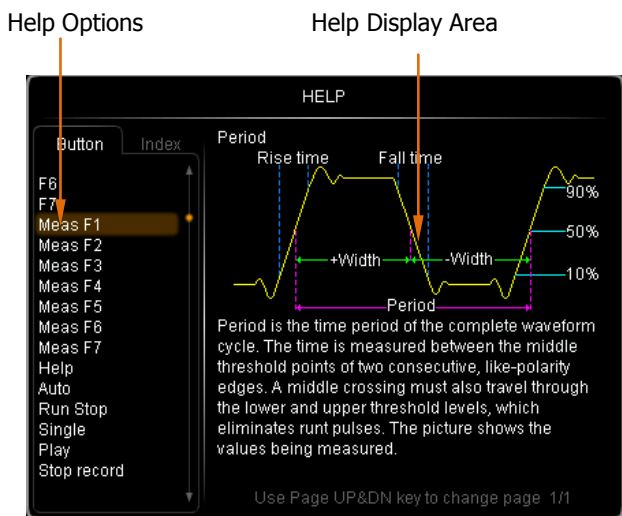 Help Options
Help Display Area
HELP
Button
Index
F6
F7
Meas F1
Meas F2
Meas F3
Meas F4
Meas F5
Meas F6
Meas F7
Help
Auto
Run Stop
Single
Play
Stop record
Period
Rise time
Fall time
90%
50%
10%
+Width
-Width
Period
Period is the time period of the complete waveform
cycle. The time is measured between the middle
threshold points of two consecutive, like-polarity
edges. A middle crossing must also travel through
the lower and upper threshold levels, which
eliminates runt pulses. The picture shows the
values being measured.
Use Page UP&DN key to change page 1/1